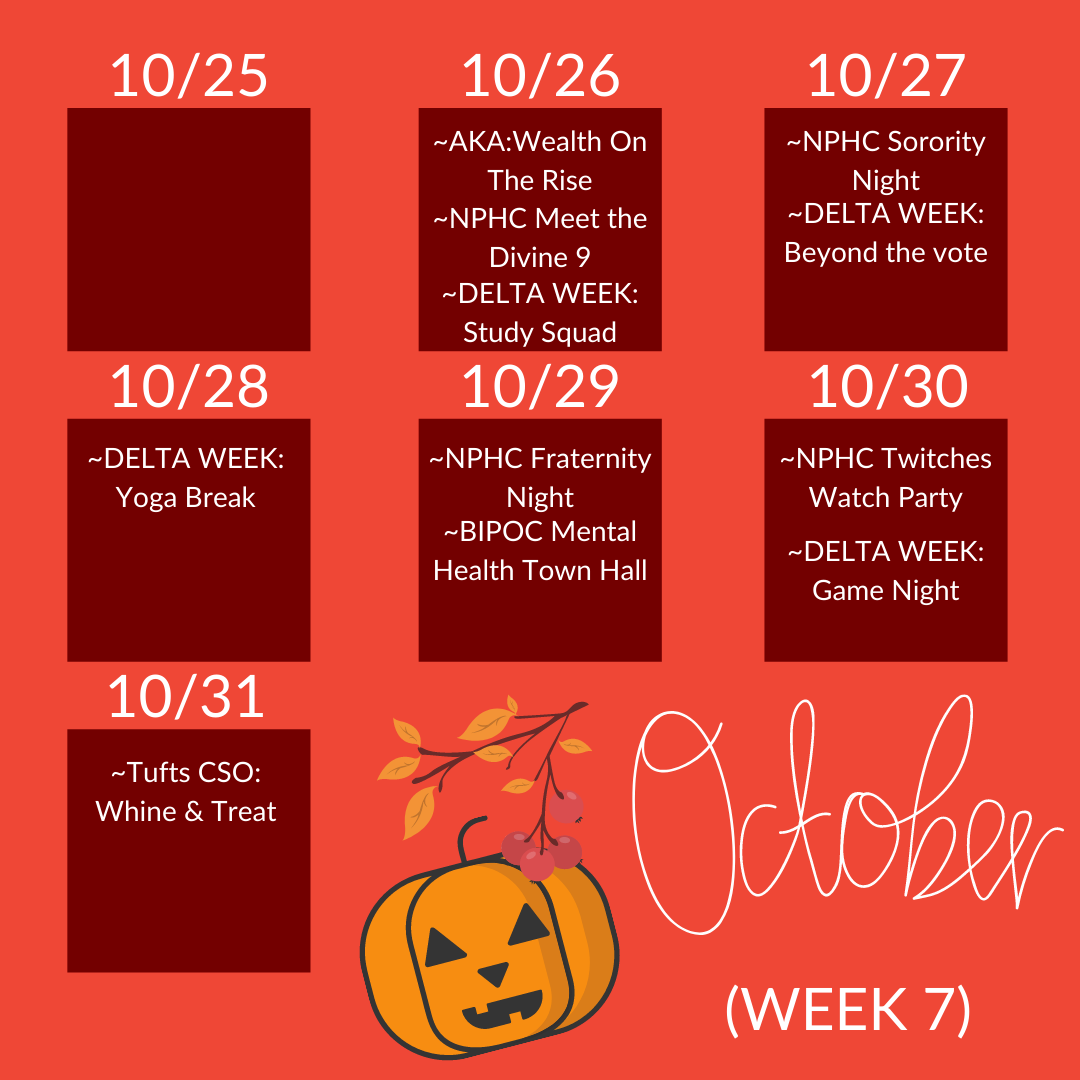 10/25
10/26
~AKA:Wealth On
The Rise
~NPHC Meet the
Divine 9
~DELTA WEEK:
Study Squad
10/27
~NPHC Sorority
Night
~DELTA WEEK:
Beyond the vote
10/28
~DELTA WEEK:
Yoga Break
10/29
~NPHC Fraternity
Night
~BIPOC Mental
Health Town Hall
10/30
~NPHC Twitches
Watch Party
~DELTA WEEK:
Game Night
10/31
~Tufts CSO:
Whine & Treat
October
(WEEK 7)